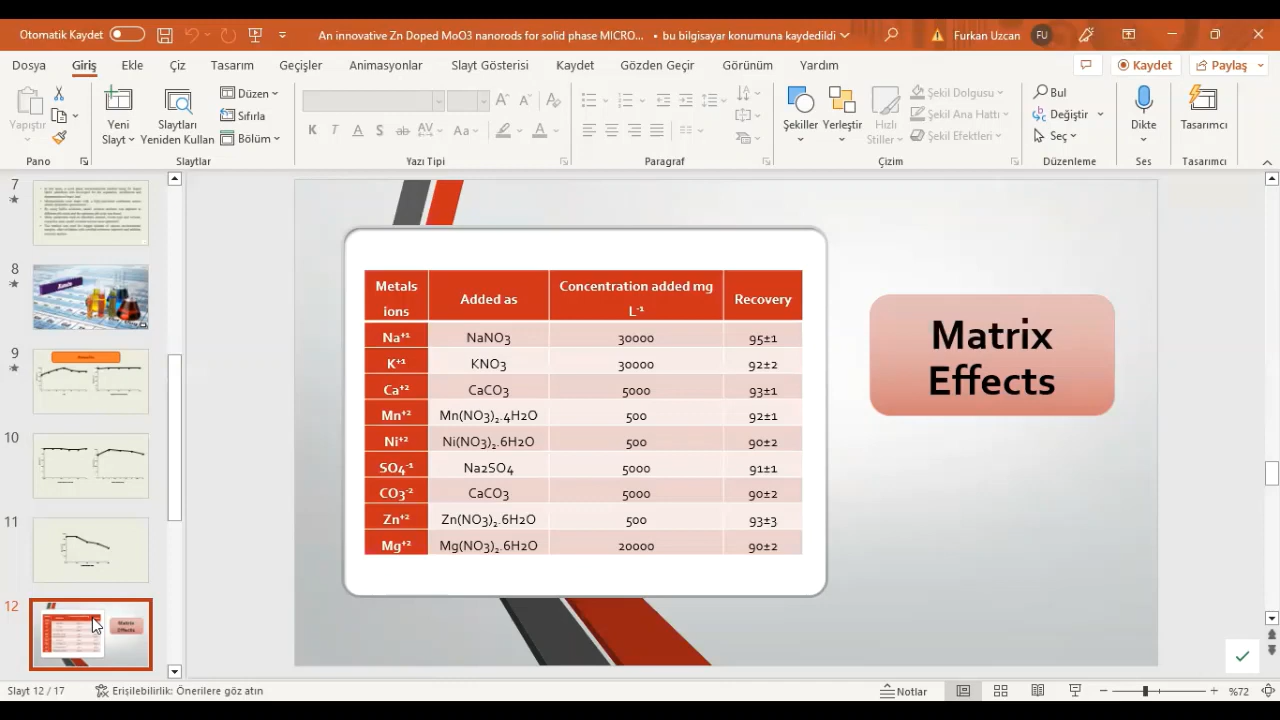 Otomatik Kaydet
An innovative Zn Doped MoO3 nanorods for solid phase MICRO... • bu bilgisayar konumuna kaydedildi
Furkan Uzcan
FU
Dosya Giriş Ekle Çiz Tasarım Geçişler Animasyonlar Slayt Gösterisi Kaydet Gözden Geçir Görünüm Yardım
Kaydet
Paylaş
Yapıştır
Pano
Yeni Slayt
Slaytları Yeniden Kullan
Düzen
Sıfırla
Bölüm
Slaytlar
K T A S ab AV Aa A
Yazı Tipi
Paragraf
Şekiller
Yerleştir
Hızlı Stiller
Şekil Dolgusu
Şekil Ana Hattı
Şekil Efektleri
Çizim
Bul
Değiştir
Seç
Düzenleme
Dikte
Ses
Tasarımcı
Tasarımcı
7
8
9
10
11
12
Metals ions Added as Concentration added mg L⁻¹ Recovery
Na⁺¹ NaNO3 30000 95±1
K⁺¹ KNO3 30000 92±2
Ca⁺² CaCO3 5000 93±1
Mn⁺² Mn(NO3)₂.4H2O 500 92±1
Ni⁺² Ni(NO3)₂.6H2O 500 90±2
SO4⁻¹ Na2SO4 5000 91±1
CO3⁻² CaCO3 5000 90±2
Zn⁺² Zn(NO3)₂.6H2O 500 93±3
Mg⁺² Mg(NO3)₂.6H2O 20000 90±2
Matrix
Effects
Slayt 12 / 17
Erişilebilirlik: Önerilere göz atın
Notlar
%72